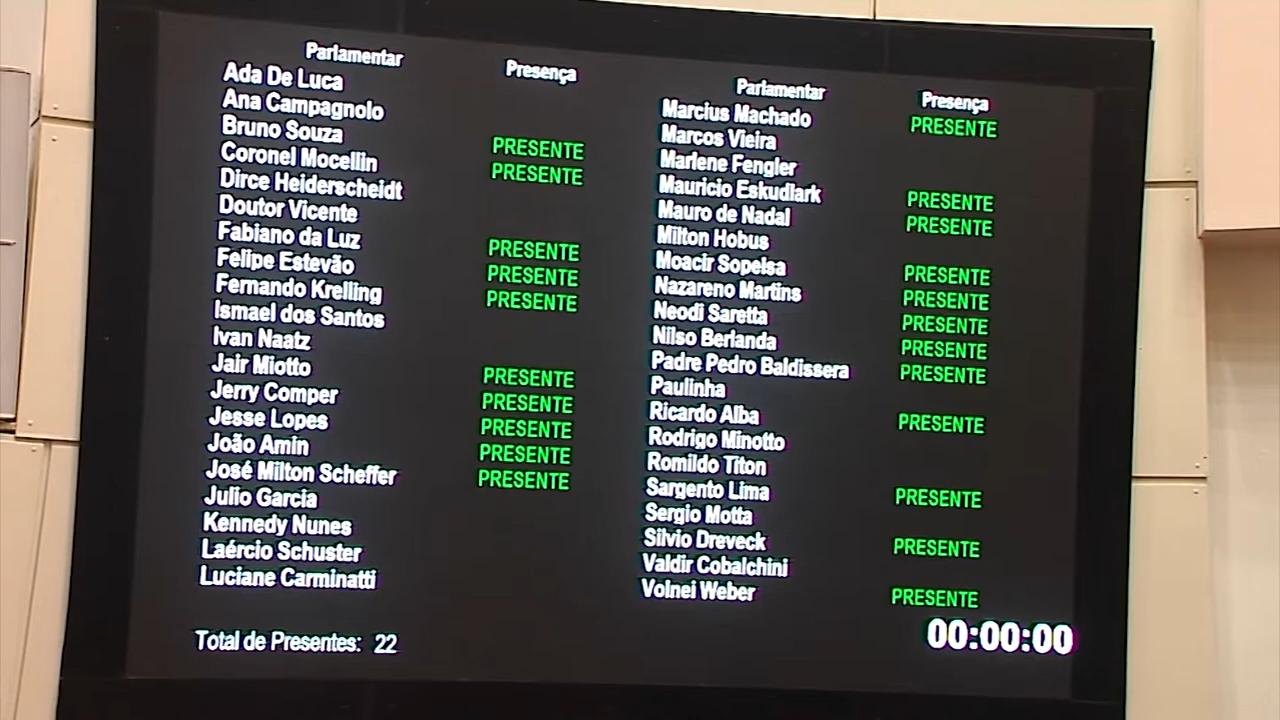 Parlamentar Presença
Ada De Luca
Ana Campagnolo
Bruno Souza PRESENTE
Coronel Mocellin PRESENTE
Dirce Heiderscheidt
Doutor Vicente
Fabiano da Luz PRESENTE
Felipe Estevão PRESENTE
Fernando Krelling PRESENTE
Ismael dos Santos
Ivan Naatz
Jair Miotto PRESENTE
Jerry Comper PRESENTE
Jesse Lopes PRESENTE
João Amin PRESENTE
José Milton Scheffer PRESENTE
Julio Garcia
Kennedy Nunes
Laércio Schuster
Luciane Carminatti
Total de Presentes: 22
Parlamentar Presença
Marcius Machado PRESENTE
Marcos Vieira
Marlene Fengler
Mauricio Eskudlark PRESENTE
Mauro de Nadal PRESENTE
Milton Hobus
Moacir Sopelsa PRESENTE
Nazareno Martins PRESENTE
Neodi Saretta PRESENTE
Nilso Berlanda PRESENTE
Padre Pedro Baldissera PRESENTE
Paulinha
Ricardo Alba PRESENTE
Rodrigo Minotto
Romildo Titon
Sargento Lima PRESENTE
Sergio Motta
Silvio Dreveck PRESENTE
Valdir Cobalchini
Volnei Weber PRESENTE
00:00:00